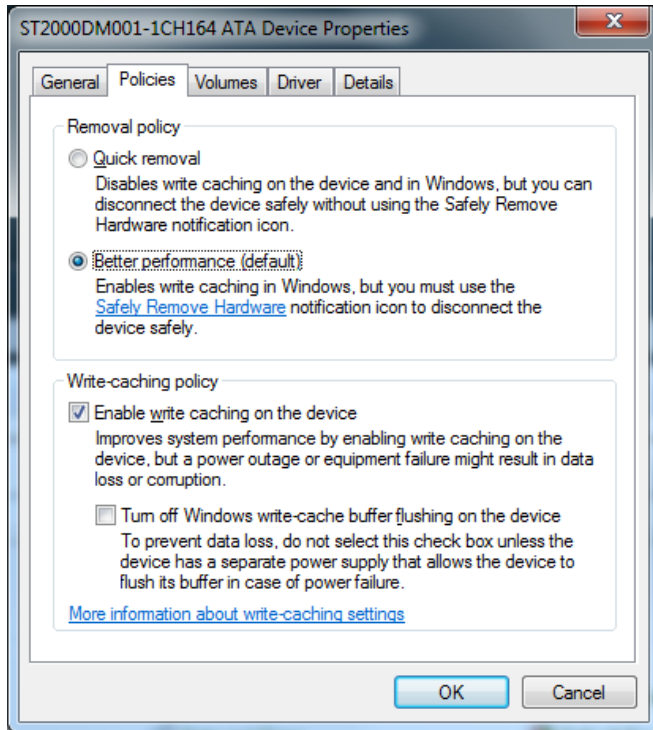 ST2000DM001-1CH164 ATA Device Properties
General Policies Volumes Driver Details
Removal policy
Quick removal
Disables write caching on the device and in Windows, but you can
disconnect the device safely without using the Safely Remove
Hardware notification icon.
Better performance (default)
Enables write caching in Windows, but you must use the
Safely Remove Hardware notification icon to disconnect the
device safely.
Write-caching policy
Enable write caching on the device
Improves system performance by enabling write caching on the
device, but a power outage or equipment failure might result in data
loss or corruption.
Turn off Windows write-cache buffer flushing on the device
To prevent data loss, do not select this check box unless the
device has a separate power supply that allows the device to
flush its buffer in case of power failure.
More information about write-caching settings
OK Cancel